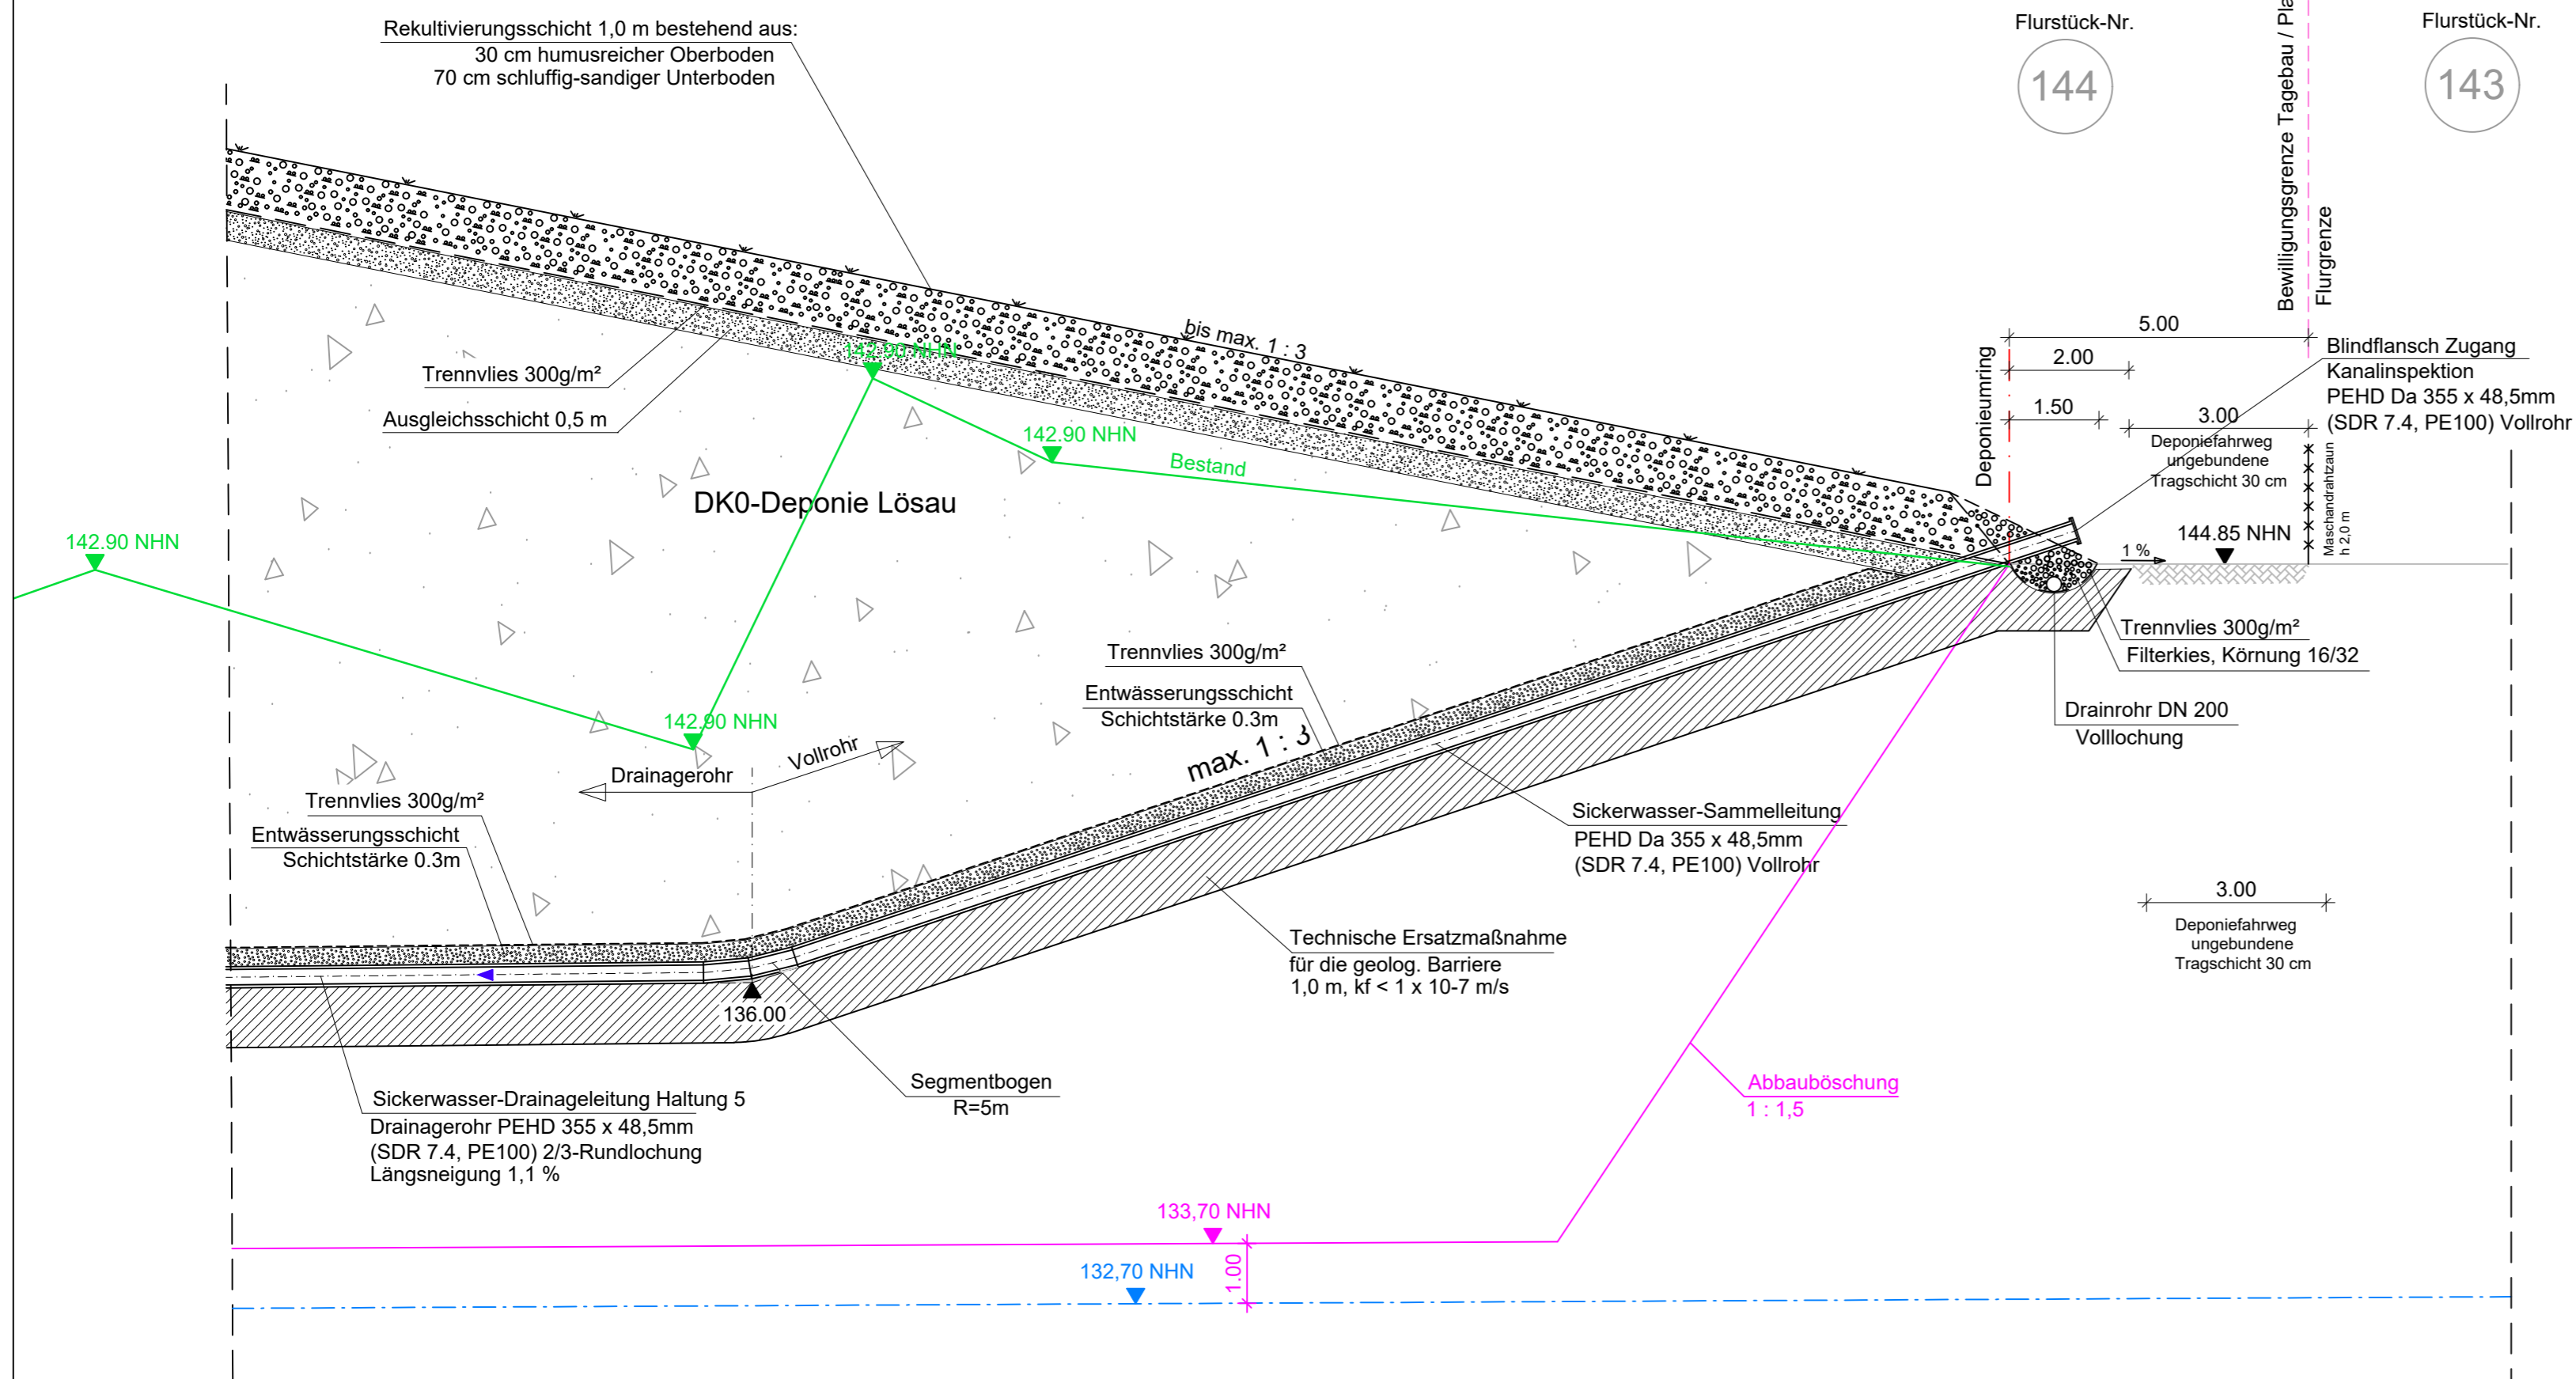 Rekultivierungsschicht 1,0 m bestehend aus:
30 cm humusreicher Oberboden
70 cm schluffig-sandiger Unterboden
Flurstück-Nr.
144
Flurstück-Nr.
143
Bewilligungsgrenze Tagebau /
Flurgrenze
bis max. 1 : 3
Trennvlies 300g/m²
Ausgleichsschicht 0,5 m
142.90 NHN
142.90 NHN
Bestand
DK0-Deponie Lösau
142.90 NHN
142.90 NHN
Deponieumring
5.00
2.00
1.50
3.00
Deponiefahrweg
ungebundene
Tragschicht 30 cm
Blindflansch Zugang
Kanalinspektion
PEHD Da 355 x 48,5mm
(SDR 7.4, PE100) Vollrohr
Maschandrahtzaun
h 2,0 m
1 %
144.85 NHN
Trennvlies 300g/m²
Filterkies, Körnung 16/32
Drainrohr DN 200
Volllochung
Trennvlies 300g/m²
Entwässerungsschicht
Schichtstärke 0.3m
max. 1 : 3
Drainagerohr
Vollrohr
Trennvlies 300g/m²
Entwässerungsschicht
Schichtstärke 0.3m
Sickerwasser-Sammelleitung
PEHD Da 355 x 48,5mm
(SDR 7.4, PE100) Vollrohr
3.00
Deponiefahrweg
ungebundene
Tragschicht 30 cm
Technische Ersatzmaßnahme
für die geolog. Barriere
1,0 m, kf < 1 x 10-7 m/s
136.00
Segmentbogen
R=5m
Abbauböschung
1 : 1,5
Sickerwasser-Drainageleitung Haltung 5
Drainagerohr PEHD 355 x 48,5mm
(SDR 7.4, PE100) 2/3-Rundlochung
Längsneigung 1,1 %
133,70 NHN
132,70 NHN
1.00